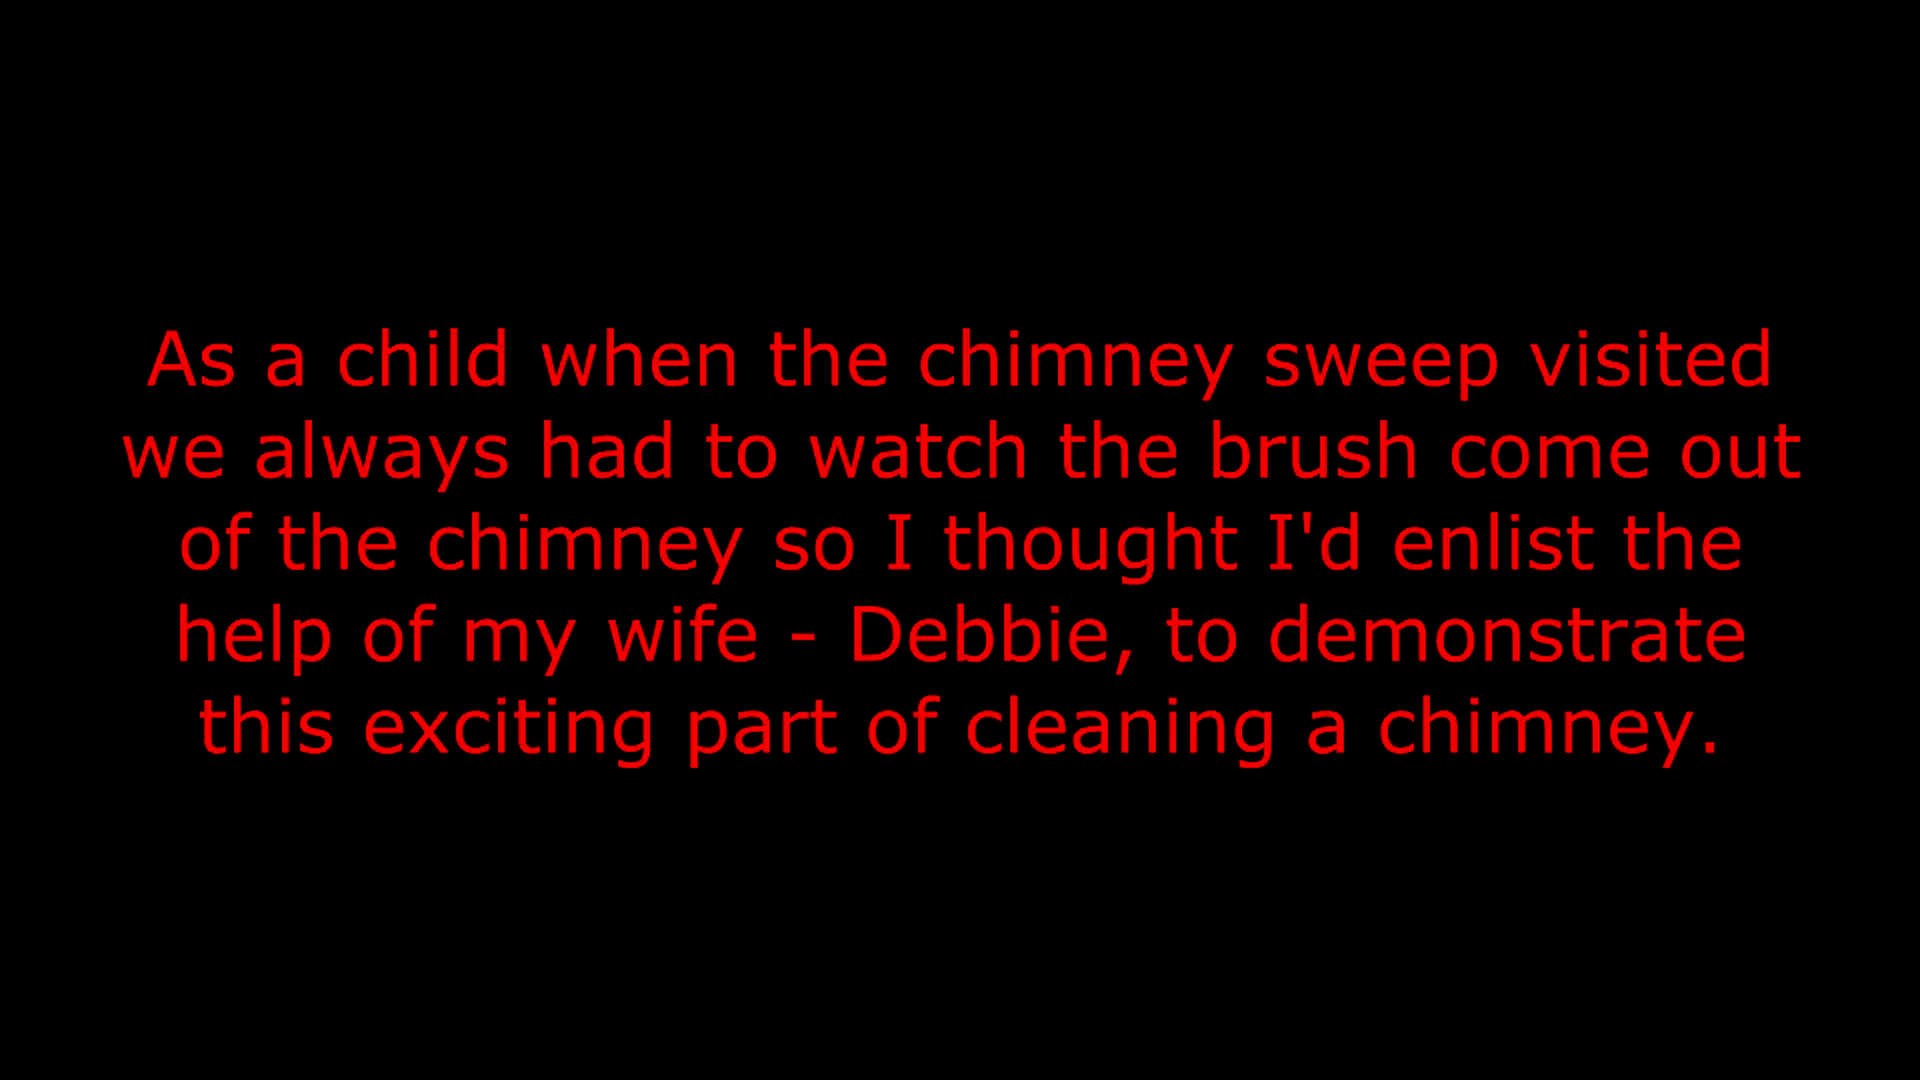 As a child when the chimney sweep visited
we always had to watch the brush come out
of the chimney so I thought I'd enlist the
help of my wife - Debbie, to demonstrate
this exciting part of cleaning a chimney.